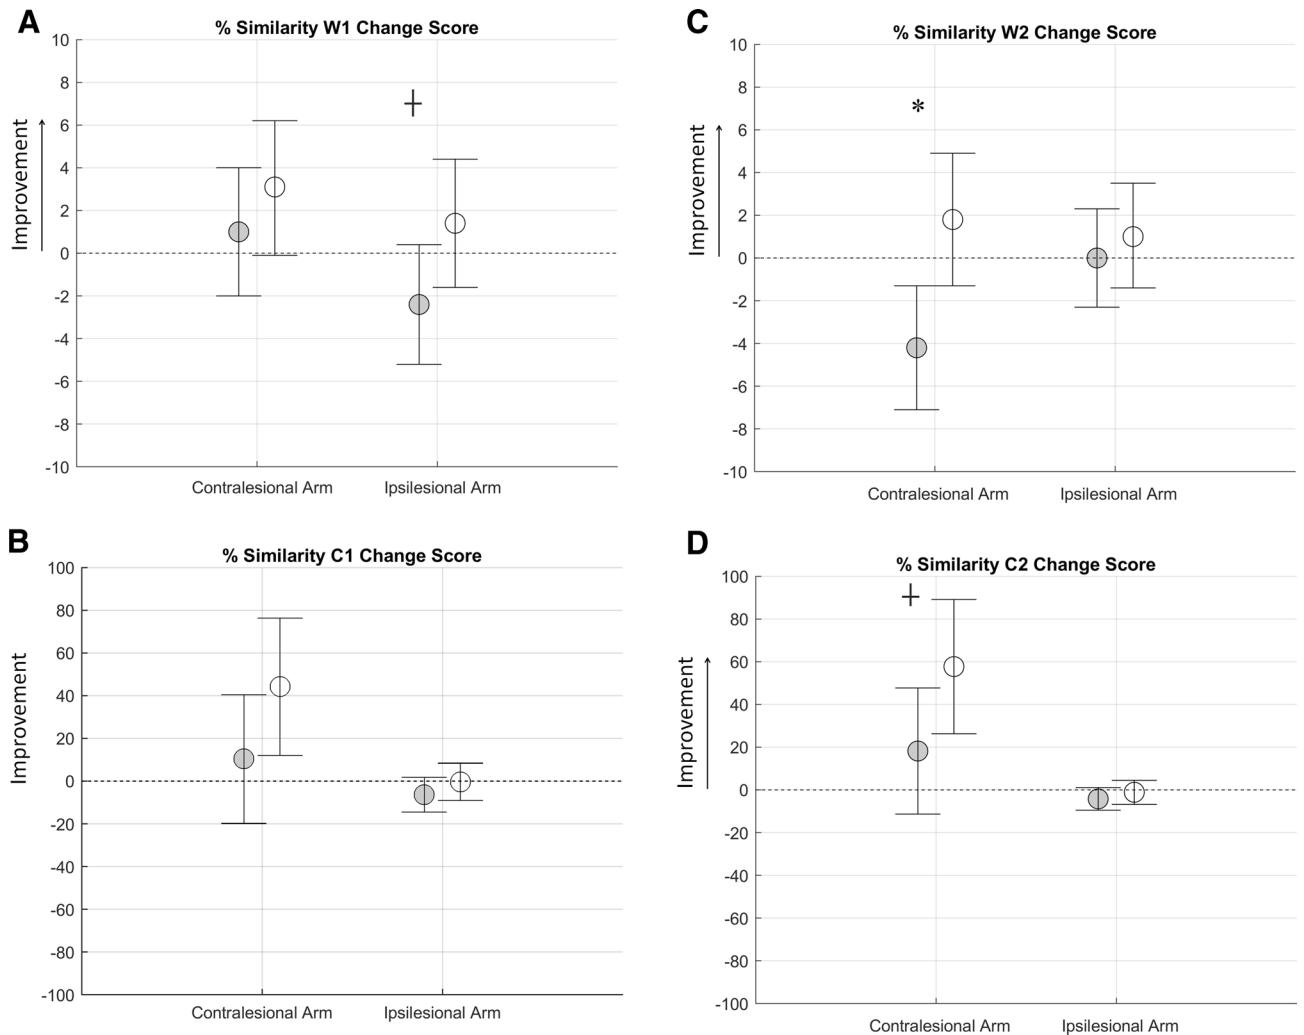 A
% Similarity W1 Change Score
10
8
6
4
2
0
-2
-4
-6
-8
-10
Improvement
┼
Contralesional Arm
Ipsilesional Arm
C
% Similarity W2 Change Score
10
8
6
4
2
0
-2
-4
-6
-8
-10
Improvement
*
Contralesional Arm
Ipsilesional Arm
B
% Similarity C1 Change Score
100
80
60
40
20
0
-20
-40
-60
-80
-100
Improvement
Contralesional Arm
Ipsilesional Arm
D
% Similarity C2 Change Score
100
80
60
40
20
0
-20
-40
-60
-80
-100
Improvement
┼
Contralesional Arm
Ipsilesional Arm